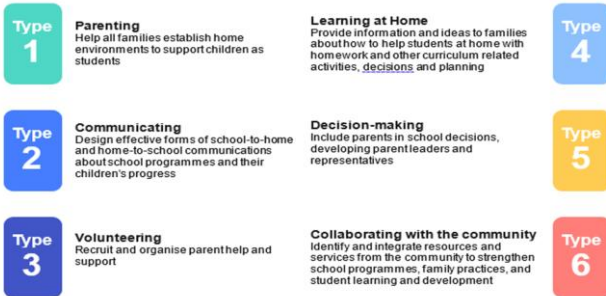 Type
1
Parenting
Help all families establish home
environments to support children as
students
Learning at Home
Provide information and ideas to families
about how to help students at home with
homework and other curriculum related
activities, decisions and planning
Type
4
Type
2
Communicating
Design effective forms of school-to-home
and home-to-school communications
about school programmes and their
children's progress
Decision-making
Include parents in school decisions,
developing parent leaders and
representatives
Type
5
Type
3
Volunteering
Recruit and organise parent help and
support
Collaborating with the community
Identify and integrate resources and
services from the community to strengthen
school programmes, family practices, and
student learning and development
Type
6